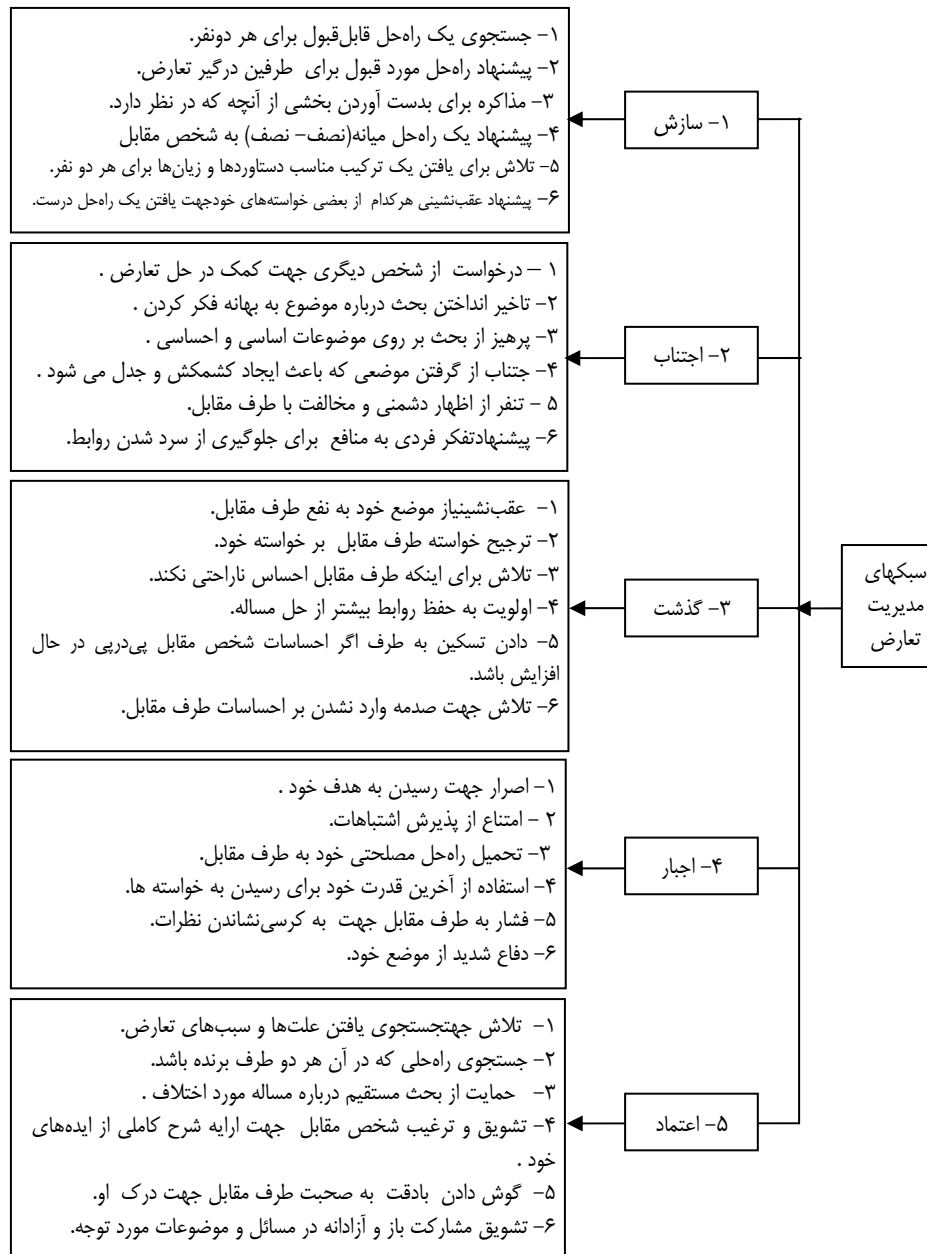 سبکهای
مدیریت
تعارض
۱- سازش
۱- جستجوی یک راه‌حل قابل‌قبول برای هر دونفر.
۲- پیشنهاد راه‌حل مورد قبول برای طرفین درگیر تعارض.
۳- مذاکره برای بدست آوردن بخشی از آنچه که در نظر دارد.
۴- پیشنهاد یک راه‌حل میانه(نصف- نصف) به شخص مقابل
۵- تلاش برای یافتن یک ترکیب مناسب دستاوردها و زیان‌ها برای هر دو نفر.
۶- پیشنهاد عقب‌نشینی هرکدام از بعضی خواسته‌های خودجهت یافتن یک راه‌حل درست.
۲- اجتناب
۱ – درخواست از شخص دیگری جهت کمک در حل تعارض .
۲- تاخیر انداختن بحث درباره موضوع به بهانه فکر کردن .
۳- پرهیز از بحث بر روی موضوعات اساسی و احساسی .
۴- جتناب از گرفتن موضعی که باعث ایجاد کشمکش و جدل می شود .
۵ - تنفر از اظهار دشمنی و مخالفت با طرف مقابل.
۶- پیشنهادتفکر فردی به منافع برای جلوگیری از سرد شدن روابط.
۳- گذشت
۱- عقب‌نشینیاز موضع خود به نفع طرف مقابل.
۲- ترجیح خواسته طرف مقابل بر خواسته خود.
۳- تلاش برای اینکه طرف مقابل احساس ناراحتی نکند.
۴- اولویت به حفظ روابط بیشتر از حل مساله.
۵- دادن تسکین به طرف اگر احساسات شخص مقابل پی‌درپی در حال
افزایش باشد.
۶- تلاش جهت صدمه وارد نشدن بر احساسات طرف مقابل.
۴- اجبار
۱- اصرار جهت رسیدن به هدف خود .
۲ - امتناع از پذیرش اشتباهات.
۳- تحمیل راه‌حل مصلحتی خود به طرف مقابل.
۴- استفاده از آخرین قدرت خود برای رسیدن به خواسته ها.
۵- فشار به طرف مقابل جهت به کرسی‌نشاندن نظرات.
۶- دفاع شدید از موضع خود.
۵- اعتماد
۱- تلاش جهتجستجوی یافتن علت‌ها و سبب‌های تعارض.
۲- جستجوی راه‌حلی که در آن هر دو طرف برنده باشد.
۳- حمایت از بحث مستقیم درباره مساله مورد اختلاف .
۴- تشویق و ترغیب شخص مقابل جهت ارایه شرح کاملی از ایده‌های
خود .
۵- گوش دادن بادقت به صحبت طرف مقابل جهت درک او.
۶- تشویق مشارکت باز و آزادانه در مسائل و موضوعات مورد توجه.